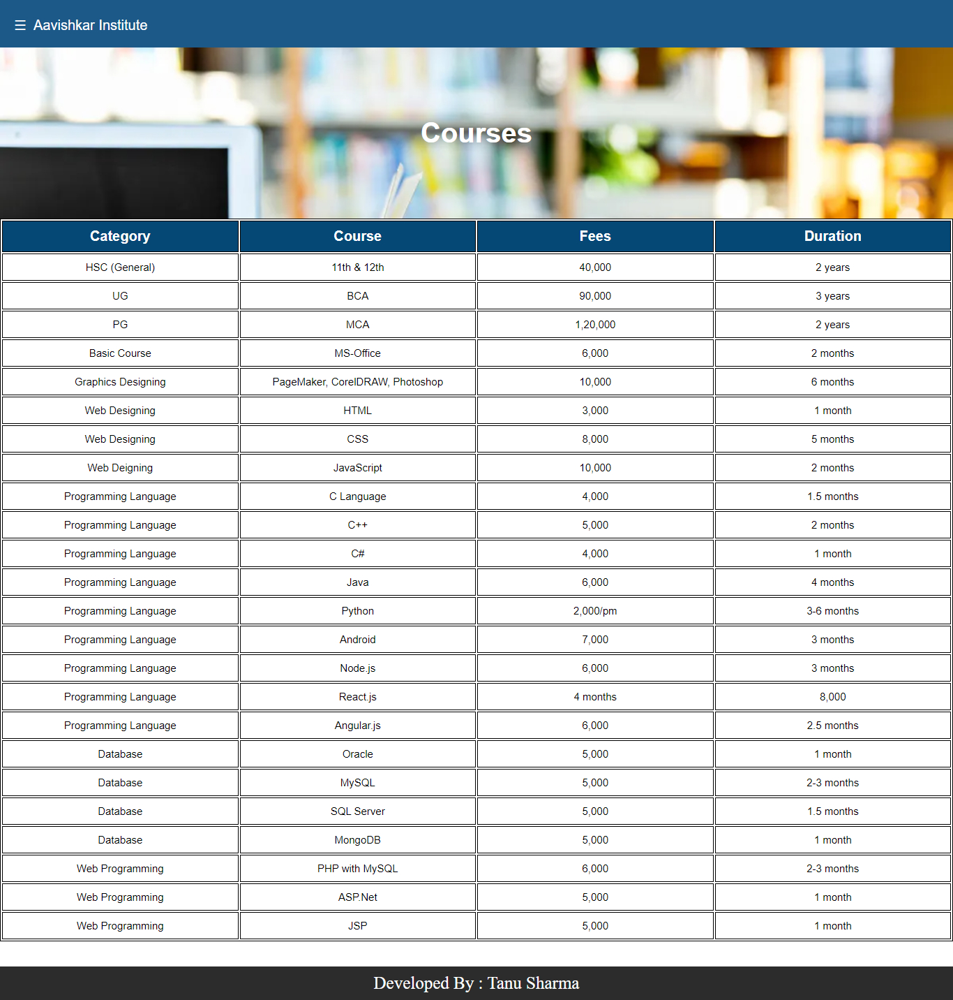 ☰ Aavishkar Institute
Courses
Category Course Fees Duration
HSC (General) 11th & 12th 40,000 2 years
UG BCA 90,000 3 years
PG MCA 1,20,000 2 years
Basic Course MS-Office 6,000 2 months
Graphics Designing PageMaker, CorelDRAW, Photoshop 10,000 6 months
Web Designing HTML 3,000 1 month
Web Designing CSS 8,000 5 months
Web Deigning JavaScript 10,000 2 months
Programming Language C Language 4,000 1.5 months
Programming Language C++ 5,000 2 months
Programming Language C# 4,000 1 month
Programming Language Java 6,000 4 months
Programming Language Python 2,000/pm 3-6 months
Programming Language Android 7,000 3 months
Programming Language Node.js 6,000 3 months
Programming Language React.js 4 months 8,000
Programming Language Angular.js 6,000 2.5 months
Database Oracle 5,000 1 month
Database MySQL 5,000 2-3 months
Database SQL Server 5,000 1.5 months
Database MongoDB 5,000 1 month
Web Programming PHP with MySQL 6,000 2-3 months
Web Programming ASP.Net 5,000 1 month
Web Programming JSP 5,000 1 month
Developed By : Tanu Sharma